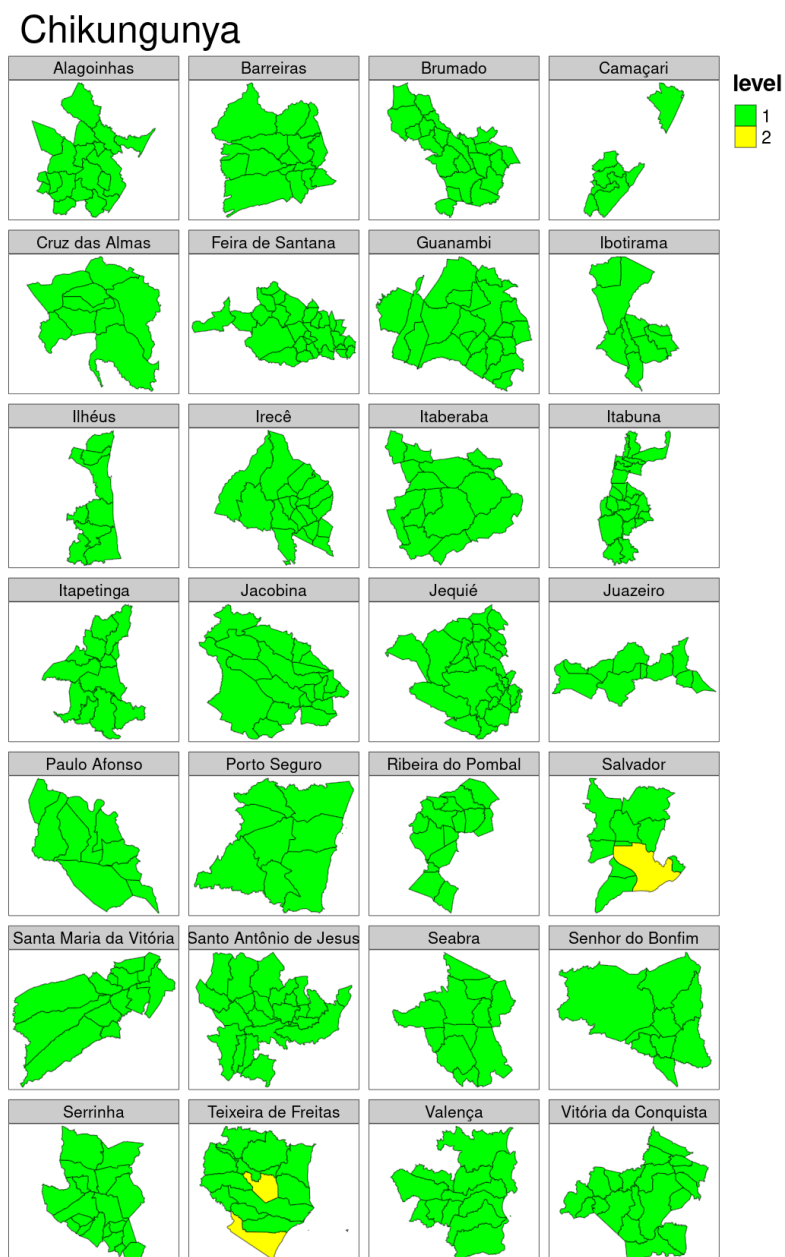 Chikungunya
Alagoinhas
Barreiras
Brumado
Camaçari
level
1
2
Cruz das Almas
Feira de Santana
Guanambi
Ibotirama
Ilhéus
Irecê
Itaberaba
Itabuna
Itapetinga
Jacobina
Jequié
Juazeiro
Paulo Afonso
Porto Seguro
Ribeira do Pombal
Salvador
Santa Maria da Vitória
Santo Antônio de Jesus
Seabra
Senhor do Bonfim
Serrinha
Teixeira de Freitas
Valença
Vitória da Conquista